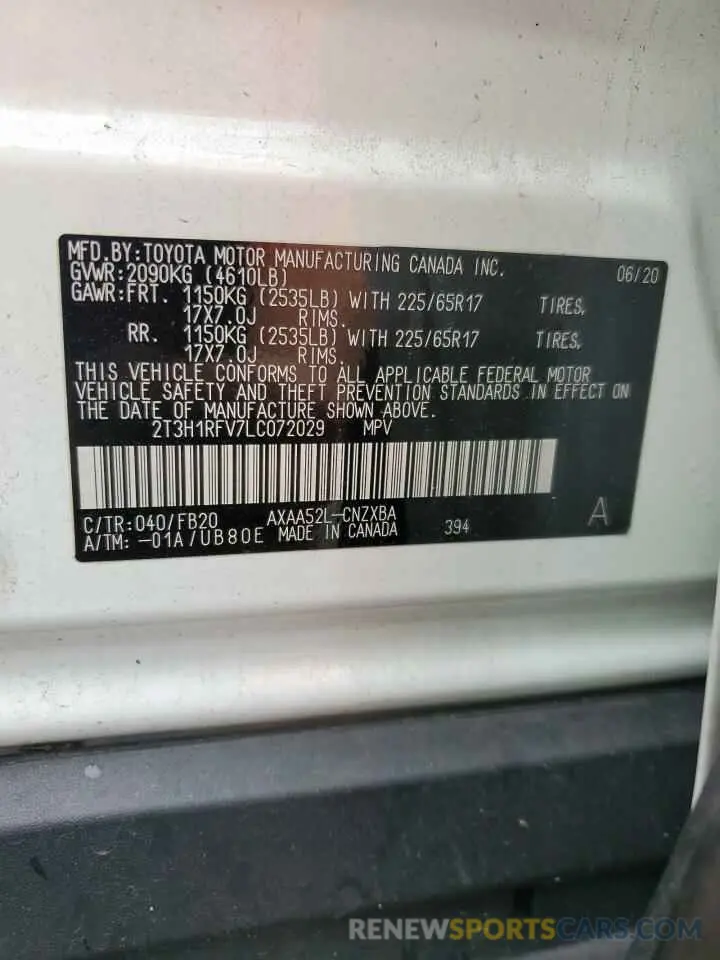 MFD.BY:TOYOTA MOTOR MANUFACTURING CANADA INC. 06/20
GVWR:2090KG (4610LB)
GAWR:FRT. 1150KG (2535LB) WITH 225/65R17 TIRES,
17X7.0J RIMS.
RR. 1150KG (2535LB) WITH 225/65R17 TIRES,
17X7.0J RIMS.
THIS VEHICLE CONFORMS TO ALL APPLICABLE FEDERAL MOTOR
VEHICLE SAFETY AND THEFT PREVENTION STANDARDS IN EFFECT ON
THE DATE OF MANUFACTURE SHOWN ABOVE.
2T3H1RFV7LC072029 MPV
C/TR:040/FB20 AXAA52L-CNZXBA A
A/TM:-01A/UB80E MADE IN CANADA 394
RENEWSPORTSCARS.COM